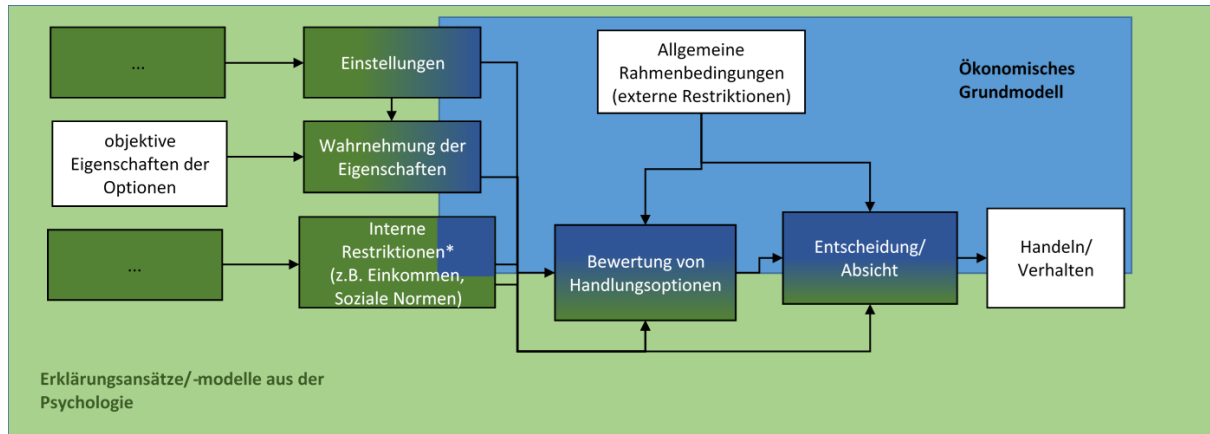 ...
Einstellungen
Allgemeine
Rahmenbedingungen
(externe Restriktionen)
Ökonomisches
Grundmodell
objektive
Eigenschaften der
Optionen
Wahrnehmung der
Eigenschaften
...
Interne
Restriktionen*
(z.B. Einkommen,
Soziale Normen)
Bewertung von
Handlungsoptionen
Entscheidung/
Absicht
Handeln/
Verhalten
Erklärungsansätze/-modelle aus der
Psychologie